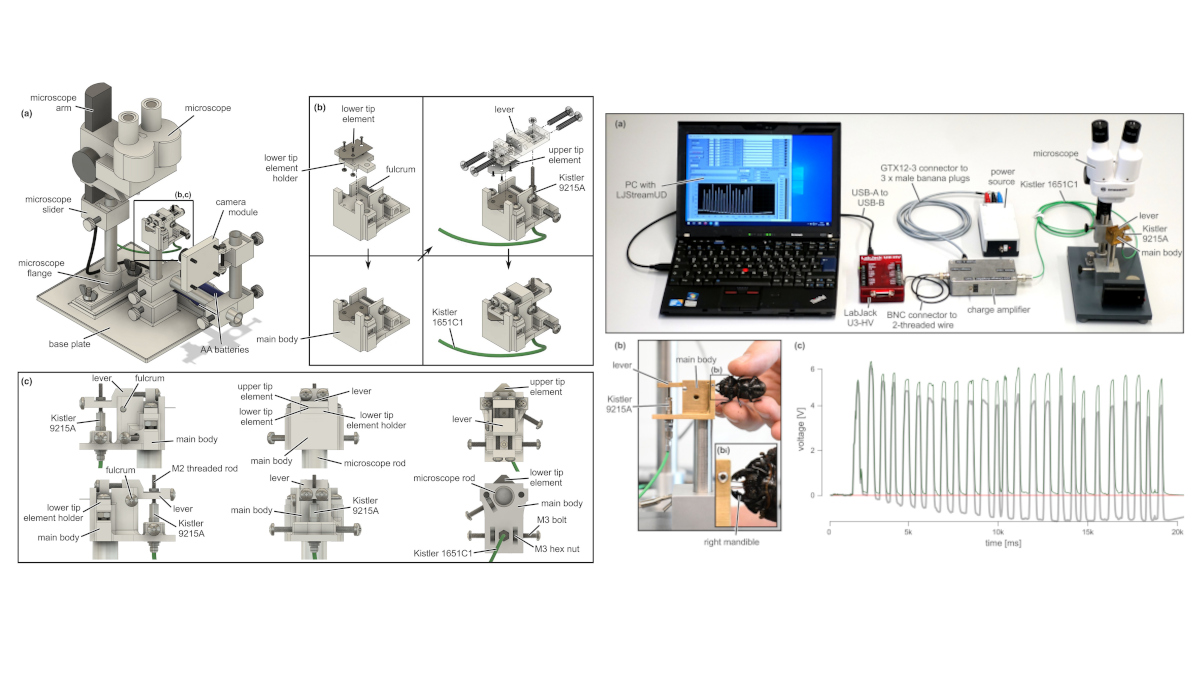 (a)
microscope
arm
microscope
microscope
slider
(b,c)
camera
module
microscope
flange
base plate
AA batteries
(b)
lower tip
element
lower tip
element
holder
fulcrum
lever
upper tip
element
Kistler
9215A
main body
Kistler
1651C1
(c)
lever
fulcrum
Kistler
9215A
main body
upper tip
element
lever
lower tip
element
lower tip
element holder
main body
microscope rod
upper tip
element
lever
fulcrum
M2 threaded rod
lower tip
element holder
lever
main body
Kistler
9215A
lever
main body
Kistler
9215A
microscope rod
lower tip
element
main body
M3 bolt
M3 hex nut
Kistler 1651C1
(a)
PC with
LJStreamUD
USB-A to
USB-B
GTX12-3 connector to
3 x male banana plugs
power
source
microscope
Kistler 1651C1
lever
Kistler
9215A
main body
LabJack
U3-HV
BNC connector to
2-threaded wire
charge amplifier
LabJack
ThinkPad
(b)
lever
main body
(bᵢ)
Kistler
9215A
(bᵢ)
right mandible
(c)
voltage [V]
6
4
2
0
0
5k
10k
15k
20k
time [ms]